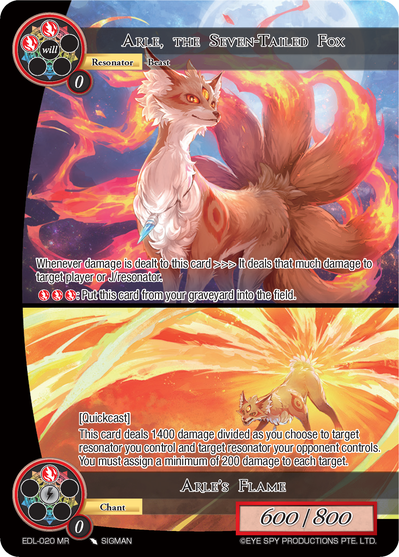 will
Arle, the Seven-Tailed Fox
Resonator
Beast
0
Whenever damage is dealt to this card >>> It deals that much damage to
target player or J/resonator.
: Put this card from your graveyard into the field.
[Quickcast]
This card deals 1400 damage divided as you choose to target
resonator you control and target resonator your opponent controls.
You must assign a minimum of 200 damage to each target.
Arle's Flame
Chant
0
600/800
EDL-020 MR SIGMAN
©EYE SPY PRODUCTIONS PTE. LTD.